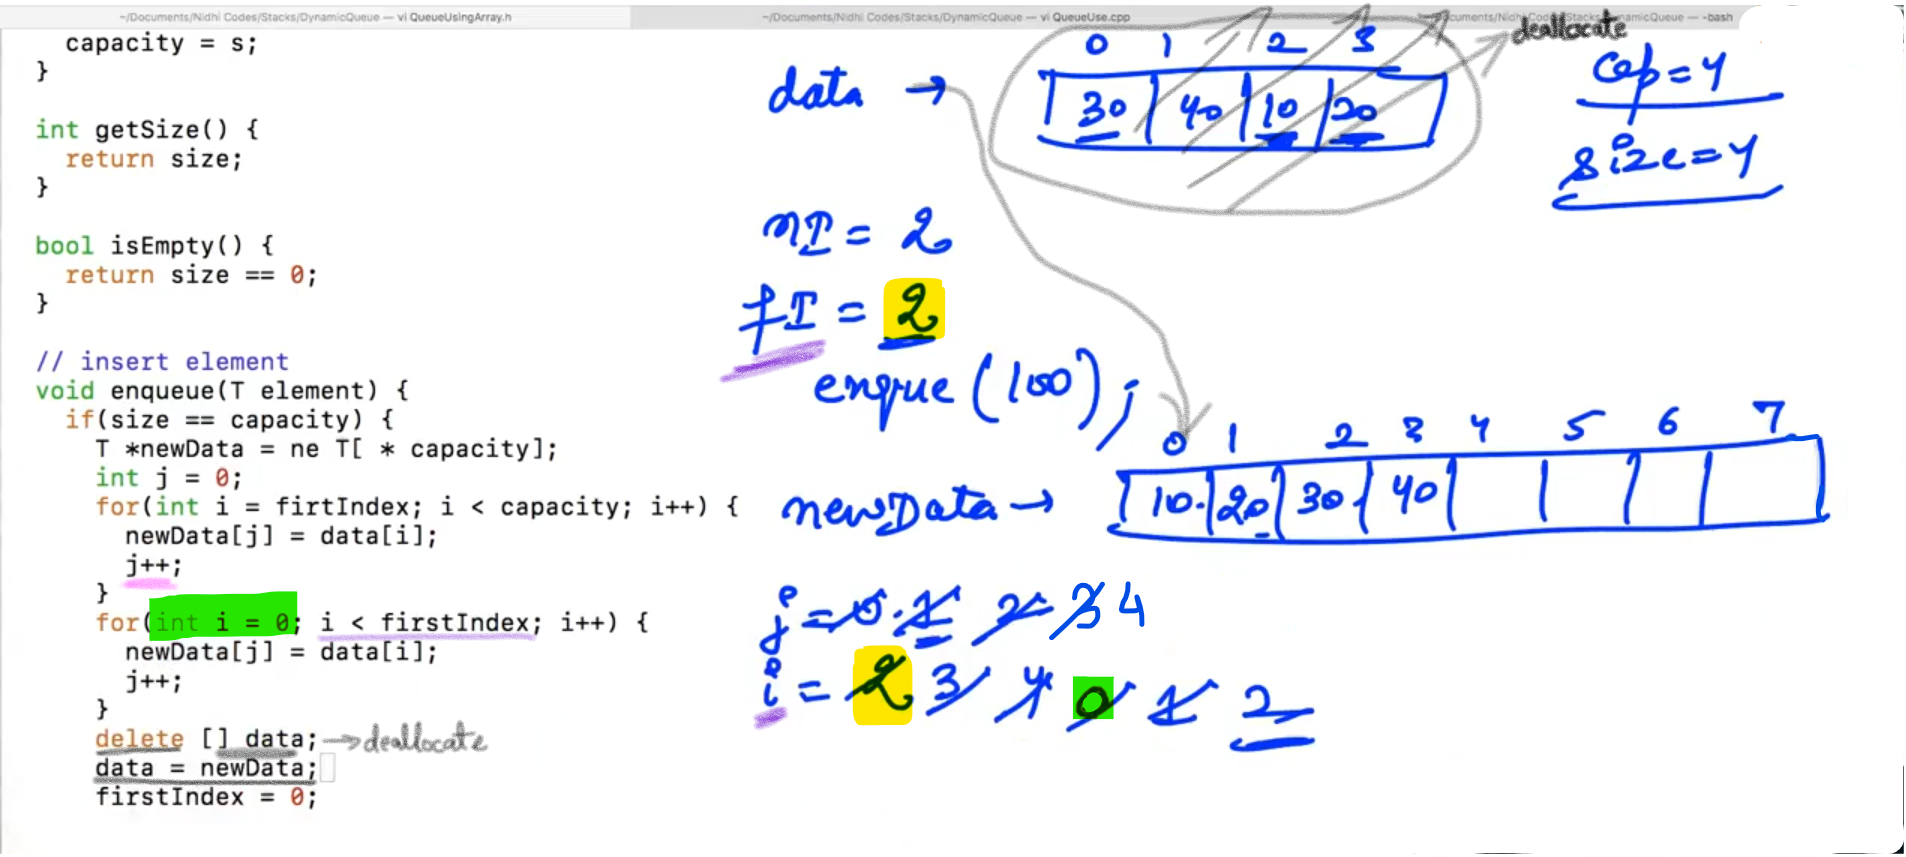 ~/Documents/Nidhi Codes/Stacks/DynamicQueue — vi QueueUsingArray.h
~/Documents/Nidhi Codes/Stacks/DynamicQueue — vi QueueUse.cpp
cuments/Nidhi Codes/Stacks/DynamicQueue — -bash
capacity = s;
}
int getSize() {
return size;
}
bool isEmpty() {
return size == 0;
}
// insert element
void enqueue(T element) {
if(size == capacity) {
T *newData = ne T[ * capacity];
int j = 0;
for(int i = firtIndex; i < capacity; i++) {
newData[j] = data[i];
j++;
}
for(int i = 0; i < firstIndex; i++) {
newData[j] = data[i];
j++;
}
delete [] data; → deallocate
data = newData;
firstIndex = 0;
deallocate
0 1 2 3
data → 30 40 10 20
cap = 4
size = 4
nI = 2
fI = 2
enque (100);
0 1 2 3 4 5 6 7
newData → 10 20 30 40
j = 0 1 2 3 4
i = 2 3 4 0 1 2